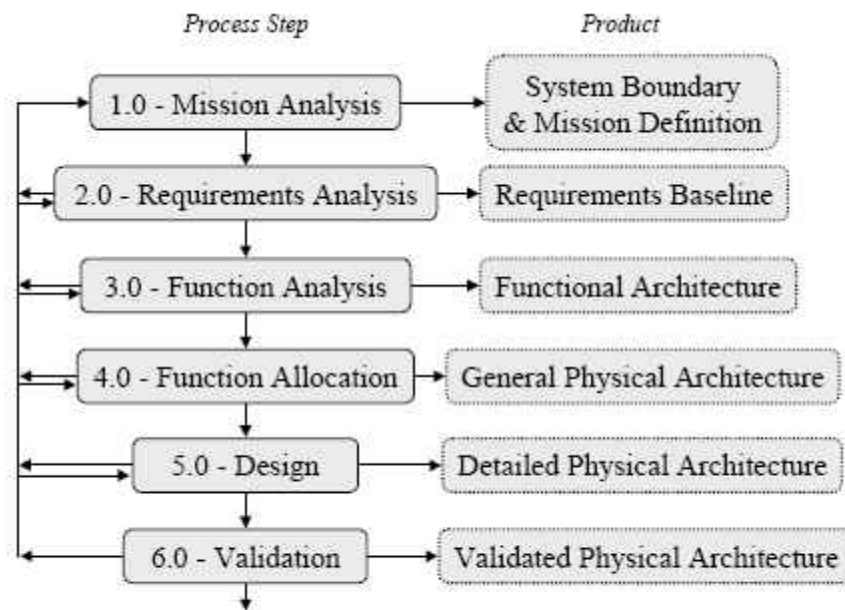 Process Step
Product
1.0 - Mission Analysis
System Boundary
& Mission Definition
2.0 - Requirements Analysis
Requirements Baseline
3.0 - Function Analysis
Functional Architecture
4.0 - Function Allocation
General Physical Architecture
5.0 - Design
Detailed Physical Architecture
6.0 - Validation
Validated Physical Architecture